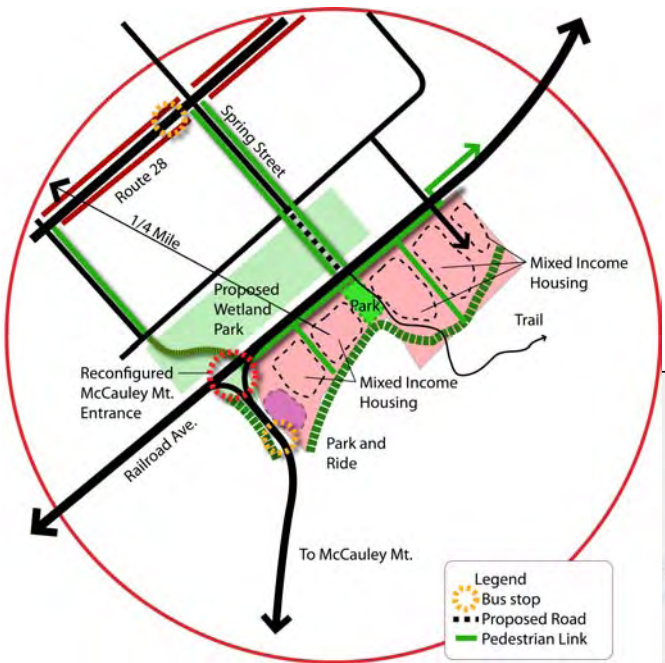 Spring Street
Route 28
1/4 Mile
Proposed
Wetland
Park
Park
Mixed Income
Housing
Trail
Reconfigured
McCauley Mt.
Entrance
Mixed Income
Housing
Railroad Ave.
Park and
Ride
To McCauley Mt.
Legend
Bus stop
Proposed Road
Pedestrian Link